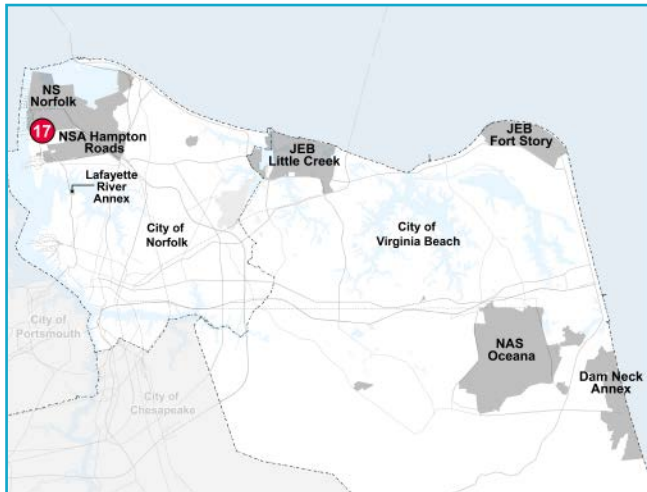 NS
Norfolk
17
NSA Hampton
Roads
Lafayette
River
Annex
City of
Norfolk
JEB
Little Creek
JEB
Fort Story
City of
Virginia Beach
City of
Portsmouth
City of
Chesapeake
NAS
Oceana
Dam Neck
Annex